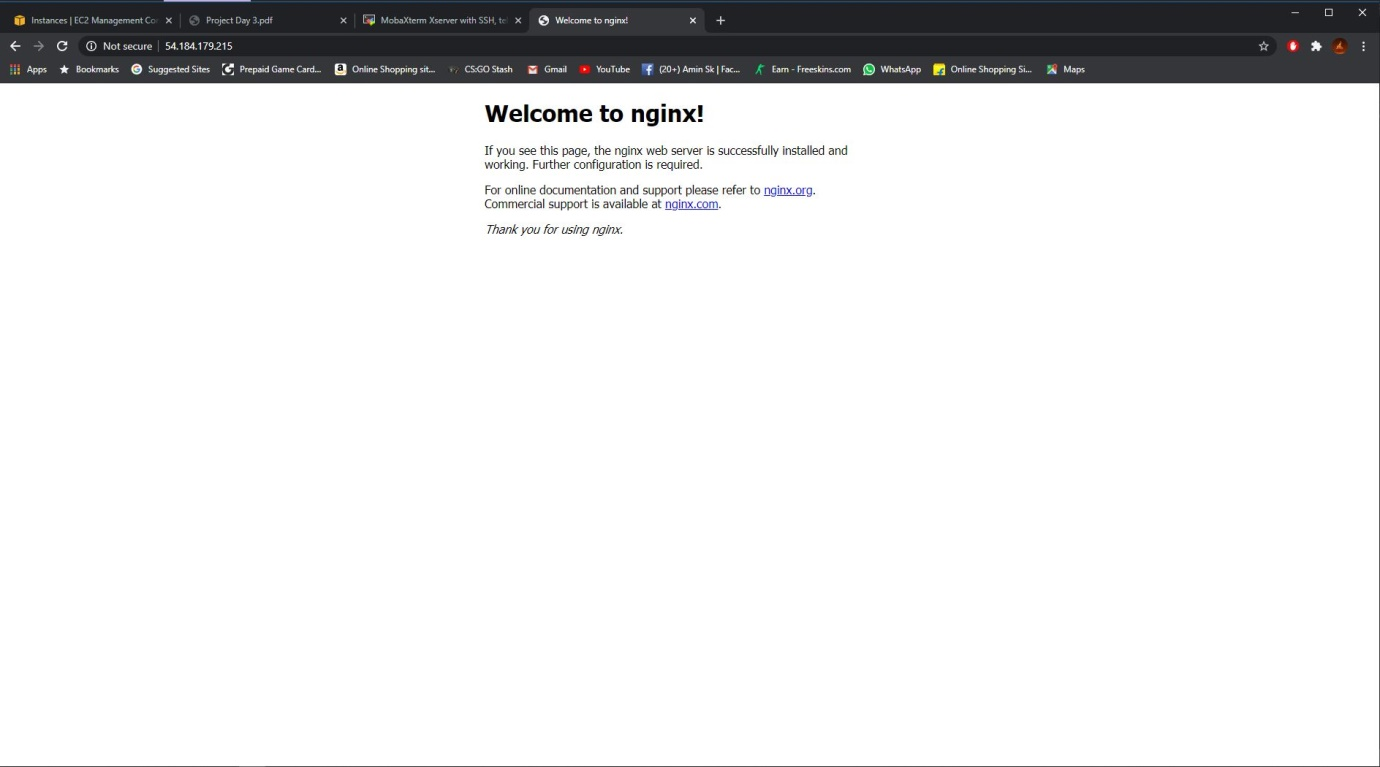 Instances | EC2 Management Co
Project Day 3.pdf
MobaXterm Xserver with SSH, te
Welcome to nginx!
Not secure | 54.184.179.215
Apps
Bookmarks
Suggested Sites
Prepaid Game Card...
Online Shopping sit...
CS:GO Stash
Gmail
YouTube
(20+) Amin Sk | Fac...
Earn - Freeskins.com
WhatsApp
Online Shopping Si...
Maps
Welcome to nginx!
If you see this page, the nginx web server is successfully installed and
working. Further configuration is required.
For online documentation and support please refer to nginx.org.
Commercial support is available at nginx.com.
Thank you for using nginx.